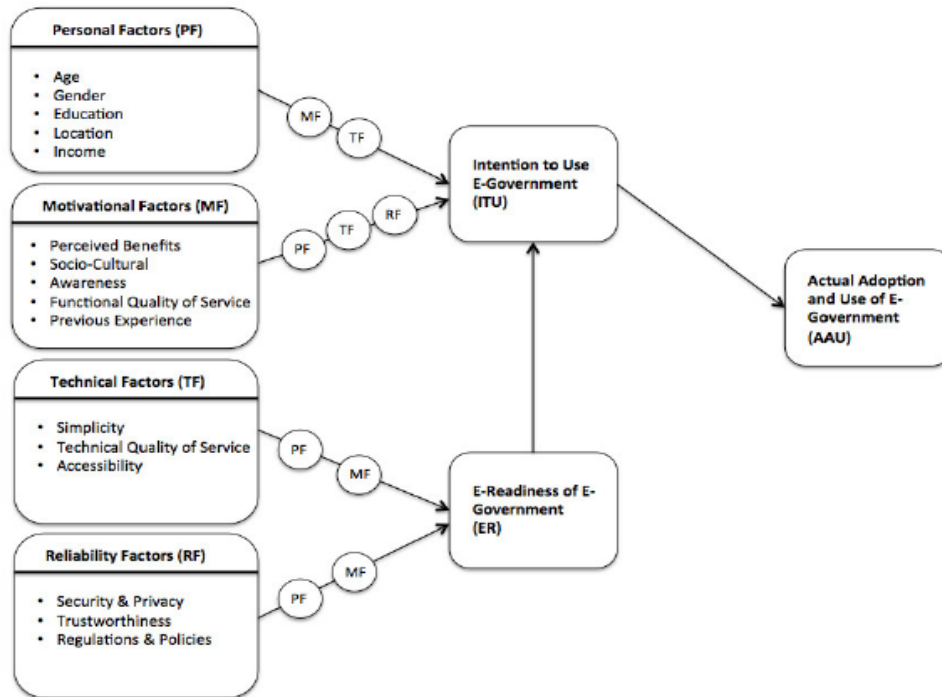 Personal Factors (PF)
• Age
• Gender
• Education
• Location
• Income
MF
TF
Intention to Use
E-Government
(ITU)
Motivational Factors (MF)
• Perceived Benefits
• Socio-Cultural
• Awareness
• Functional Quality of Service
• Previous Experience
PF
TF
RF
Actual Adoption
and Use of E-
Government
(AAU)
Technical Factors (TF)
• Simplicity
• Technical Quality of Service
• Accessibility
PF
MF
E-Readiness of E-
Government
(ER)
Reliability Factors (RF)
• Security & Privacy
• Trustworthiness
• Regulations & Policies
PF
MF